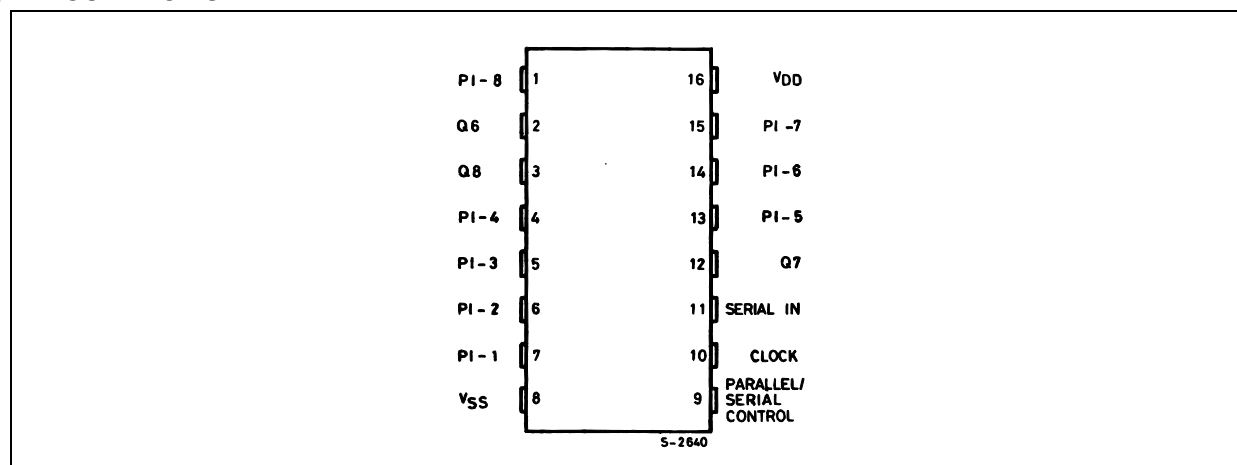 PI-8 1 16 VDD
Q6 2 15 PI-7
Q8 3 14 PI-6
PI-4 4 13 PI-5
PI-3 5 12 Q7
PI-2 6 11 SERIAL IN
PI-1 7 10 CLOCK
VSS 8 9 PARALLEL/
SERIAL
CONTROL
S-2640